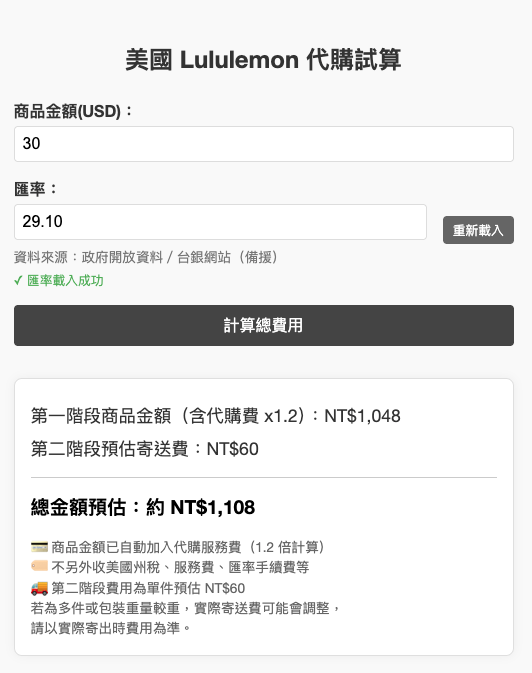 美國 Lululemon 代購試算
商品金額(USD)：
30
匯率：
29.10
重新載入
資料來源：政府開放資料 / 台銀網站（備援）
✓ 匯率載入成功
計算總費用
第一階段商品金額（含代購費 x1.2）：NT$1,048
第二階段預估寄送費：NT$60
總金額預估：約 NT$1,108
💳 商品金額已自動加入代購服務費（1.2 倍計算）
🏷️ 不另外收美國州稅、服務費、匯率手續費等
🚚 第二階段費用為單件預估 NT$60
若為多件或包裝重量較重，實際寄送費可能會調整，
請以實際寄出時費用為準。